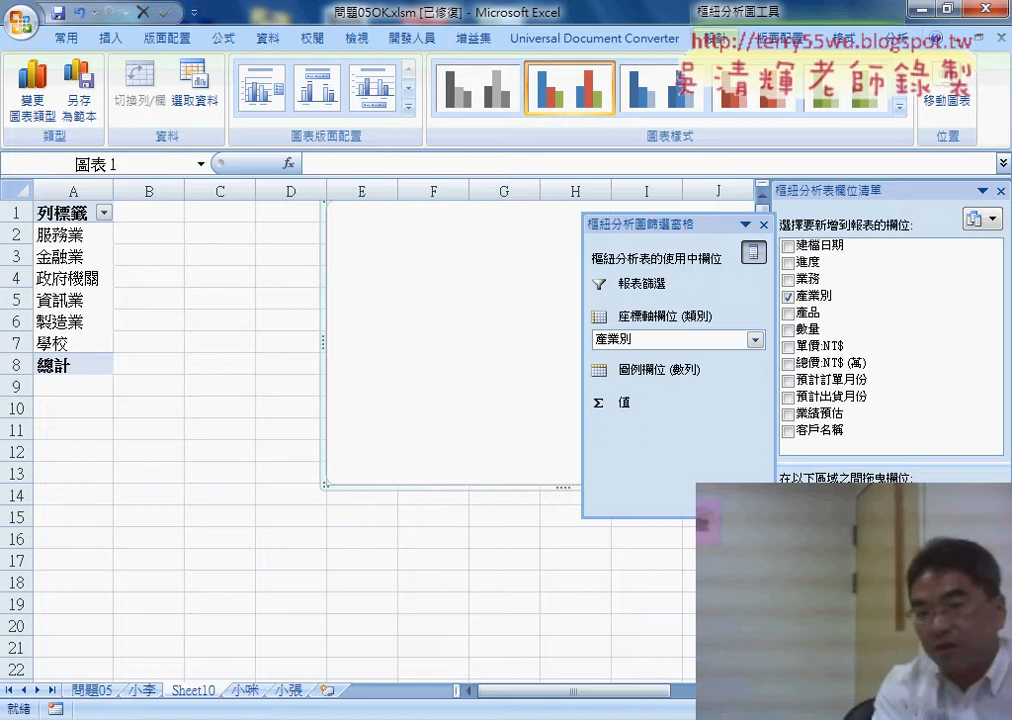 問題05OK.xlsm [已修復] - Microsoft Excel
樞紐分析圖工具
常用 插入 版面配置 公式 資料 校閱 檢視 開發人員 增益集 Universal Document Converter 設計 版面配置 格式 分析
http://terry55wu.blogspot.tw
吳清輝老師錄製
變更圖表類型
另存為範本
切換列/欄
選取資料
移動圖表
類型 資料 圖表版面配置 圖表樣式 位置
圖表 1
fx
A B C D E F G H I J
1 列標籤
2 服務業
3 金融業
4 政府機關
5 資訊業
6 製造業
7 學校
8 總計
9
10
11
12
13
14
15
16
17
18
19
20
21
22
樞紐分析圖篩選窗格
樞紐分析表的使用中欄位
報表篩選
座標軸欄位 (類別)
產業別
圖例欄位 (數列)
Σ 值
樞紐分析表欄位清單
選擇要新增到報表的欄位:
建檔日期
進度
業務
產業別
產品
數量
單價:NT$
總價:NT$ (萬)
預計訂單月份
預計出貨月份
業績預估
客戶名稱
在以下區域之間拖曳欄位:
問題05 小李 Sheet10 小咪 小張
就緒